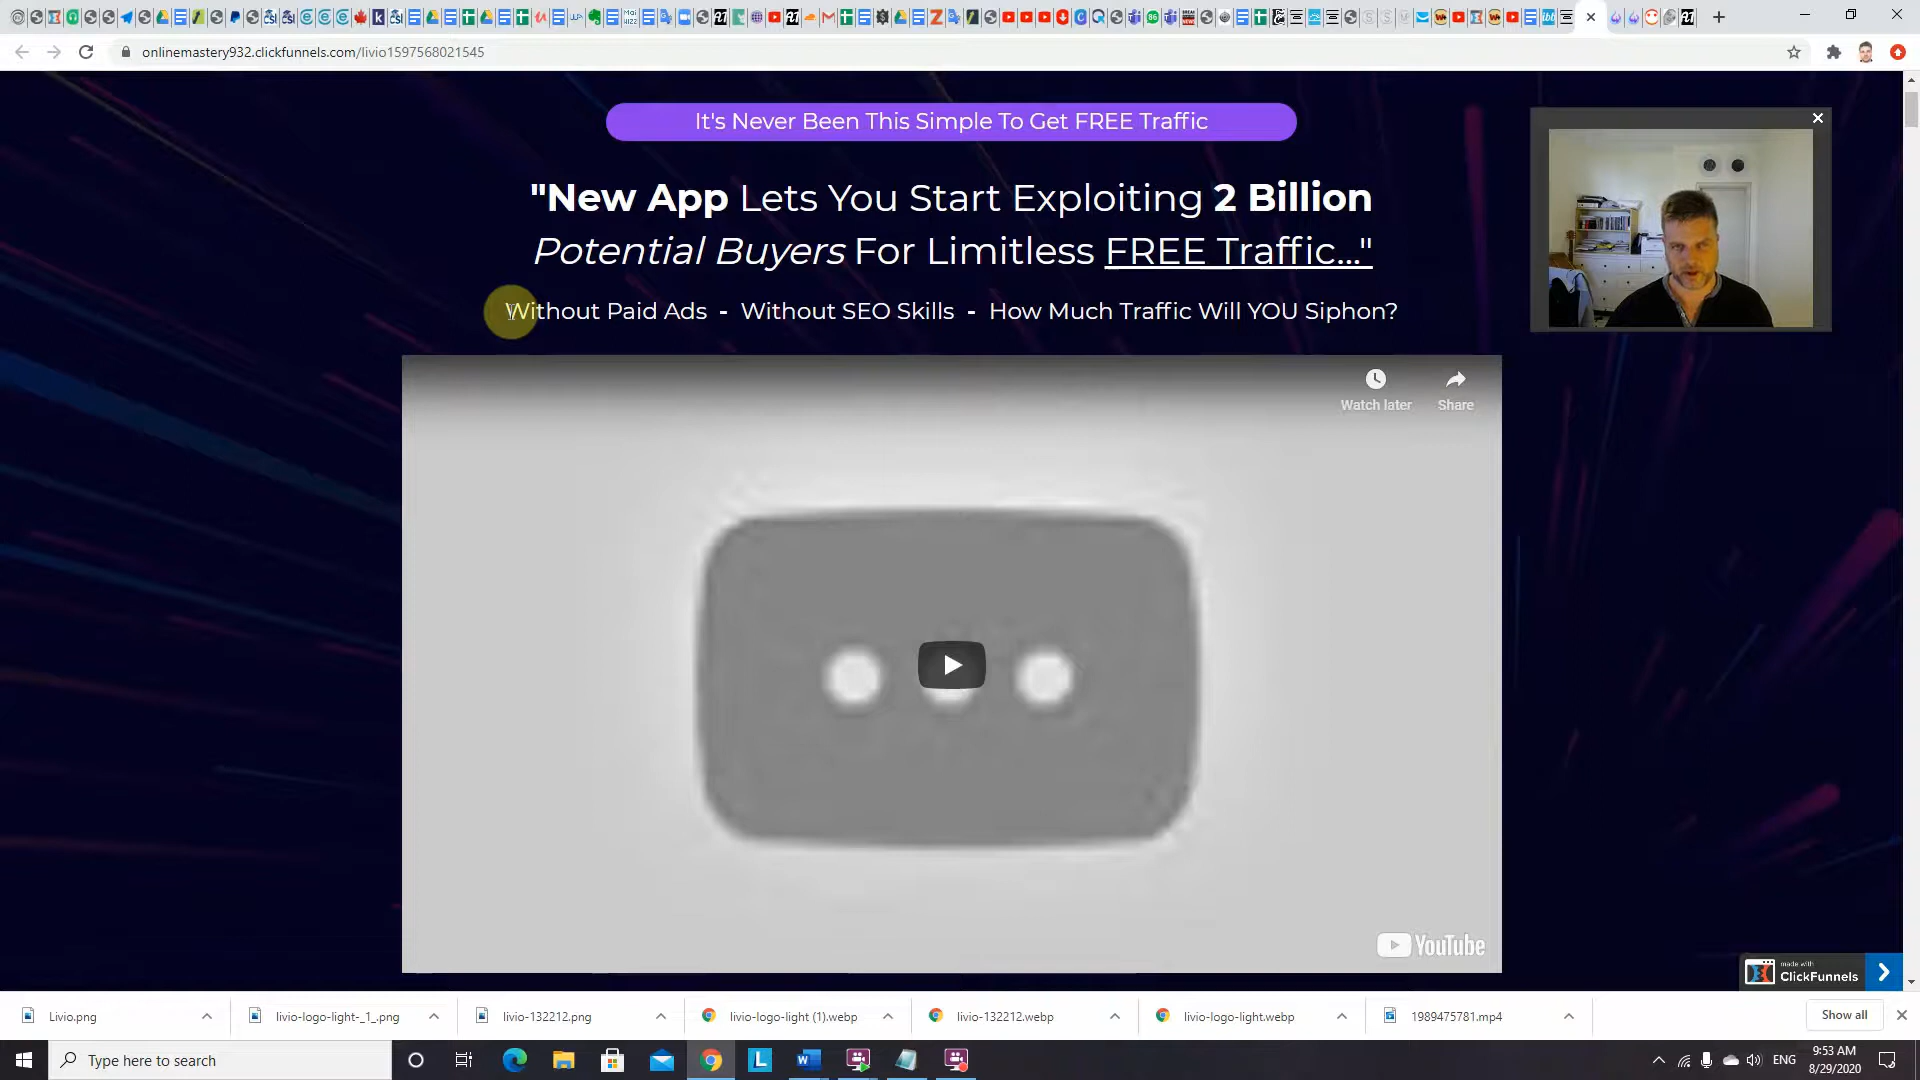 onlinemastery932.clickfunnels.com/livio1597568021545
It's Never Been This Simple To Get FREE Traffic
"New App Lets You Start Exploiting 2 Billion
Potential Buyers For Limitless FREE Traffic..."
Without Paid Ads - Without SEO Skills - How Much Traffic Will YOU Siphon?
Watch later
Share
YouTube
made with
ClickFunnels
Livio.png
livio-logo-light-_1_.png
livio-132212.png
livio-logo-light (1).webp
livio-132212.webp
livio-logo-light.webp
1989475781.mp4
Show all
Type here to search
ENG
9:53 AM
8/29/2020